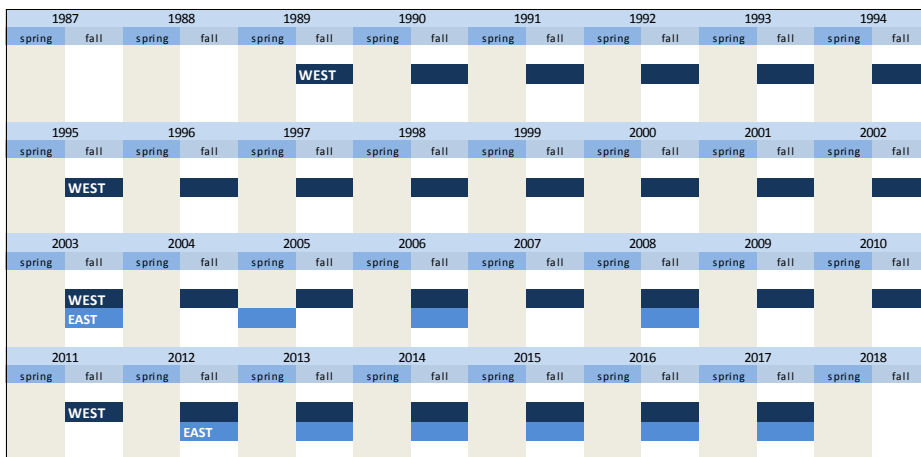 1987 1988 1989 1990 1991 1992 1993 1994
spring fall spring fall spring fall spring fall spring fall spring fall spring fall spring fall
WEST
1995 1996 1997 1998 1999 2000 2001 2002
spring fall spring fall spring fall spring fall spring fall spring fall spring fall spring fall
WEST
2003 2004 2005 2006 2007 2008 2009 2010
spring fall spring fall spring fall spring fall spring fall spring fall spring fall spring fall
WEST
EAST
2011 2012 2013 2014 2015 2016 2017 2018
spring fall spring fall spring fall spring fall spring fall spring fall spring fall spring fall
WEST
EAST